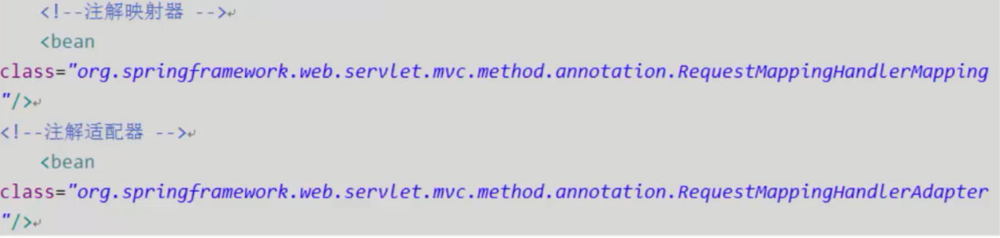 <!--注解映射器 -->
<bean
class="org.springframework.web.servlet.mvc.method.annotation.RequestMappingHandlerMapping
"/>
<!--注解适配器 -->
<bean
class="org.springframework.web.servlet.mvc.method.annotation.RequestMappingHandlerAdapter
"/>